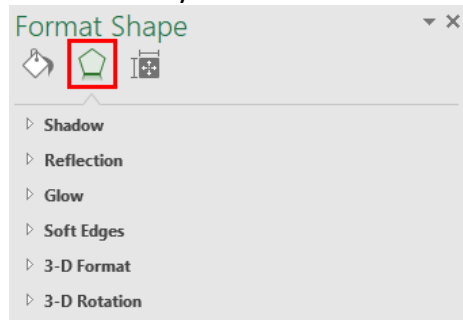 Format Shape
Shadow
Reflection
Glow
Soft Edges
3-D Format
3-D Rotation